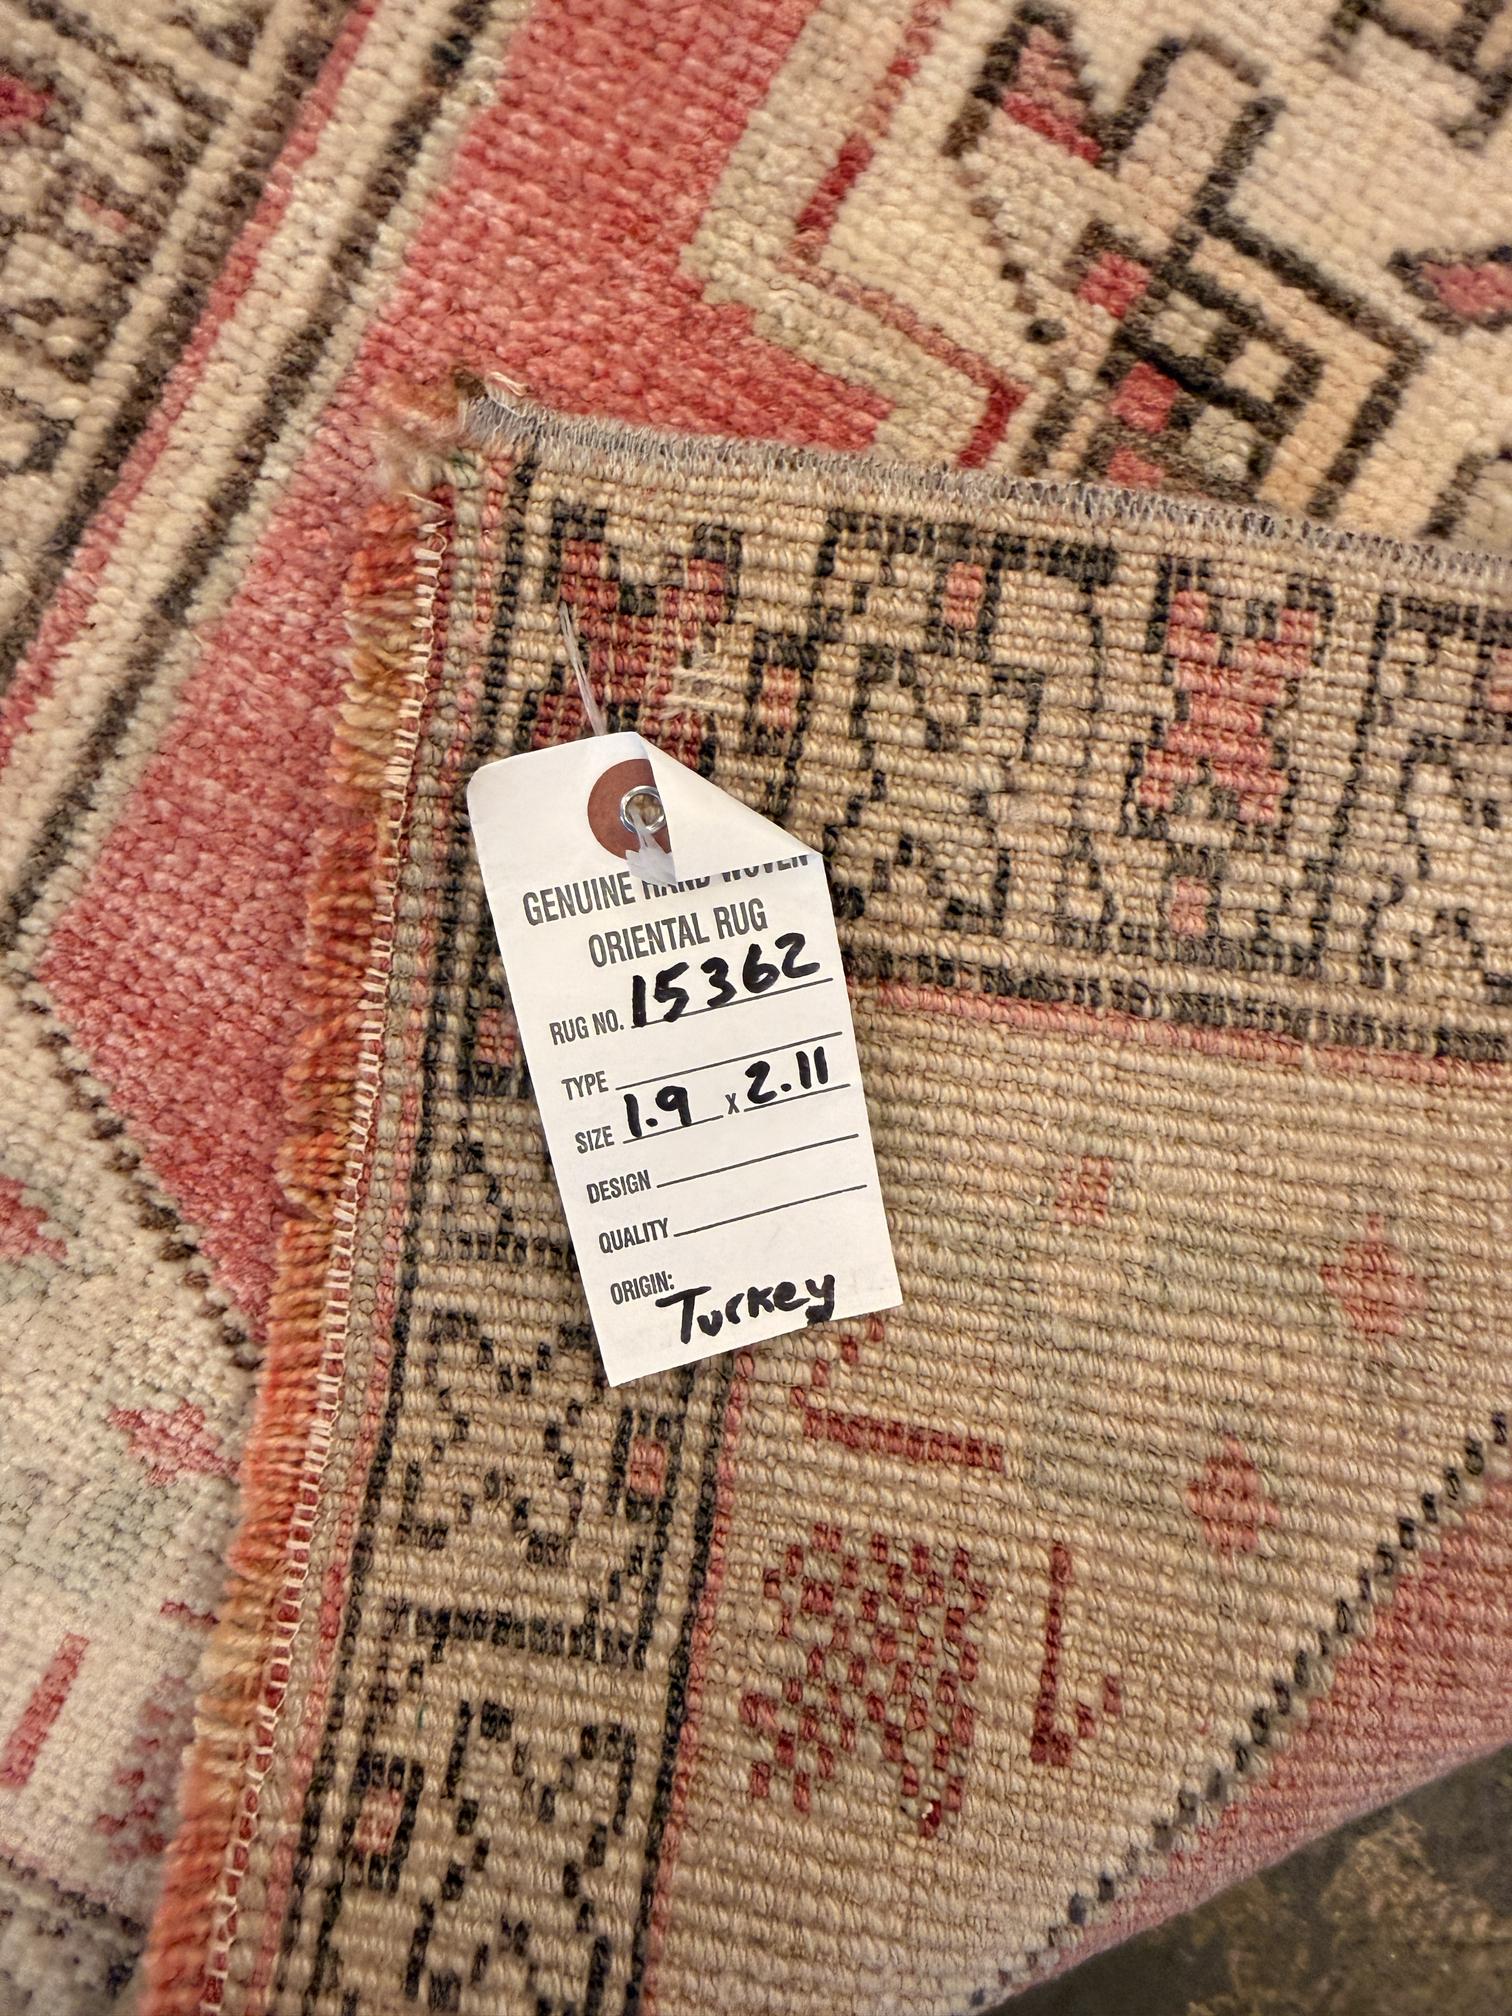 GENUINE HAND WOVEN
ORIENTAL RUG
RUG NO. 15362
TYPE
SIZE 1.9 x 2.11
DESIGN
QUALITY
ORIGIN: Turkey